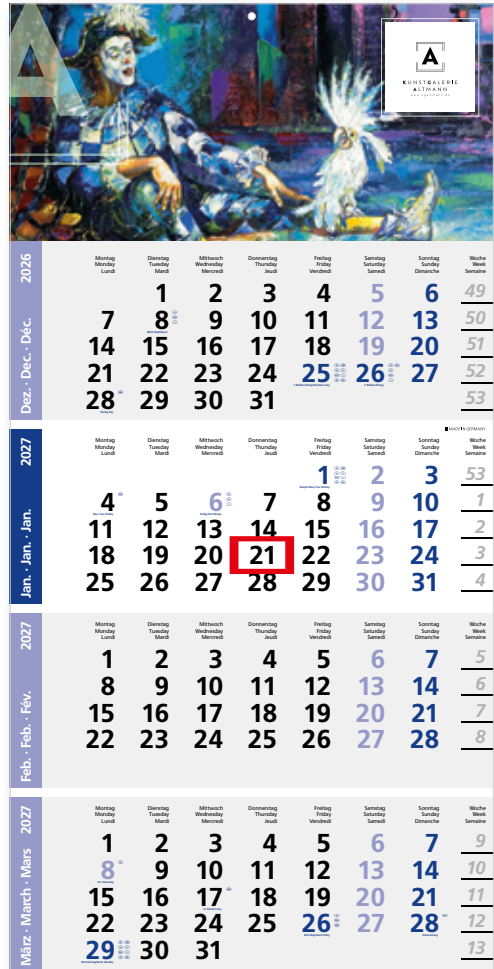 A
A
KUNSTGALERIE
ALTMANN
2026
Dez. · Dec. · Déc.
Montag Dienstag Mittwoch Donnerstag Freitag Samstag Sonntag Woche
Monday Tuesday Wednesday Thursday Friday Saturday Sunday Week
Lundi Mardi Mercredi Jeudi Vendredi Samedi Dimanche Semaine
1 2 3 4 5 6 49
7 8 9 10 11 12 13 50
14 15 16 17 18 19 20 51
21 22 23 24 25 26 27 52
28 29 30 31 53
MADE IN GERMANY
2027
Jan. · Jan. · Jan.
Montag Dienstag Mittwoch Donnerstag Freitag Samstag Sonntag Woche
Monday Tuesday Wednesday Thursday Friday Saturday Sunday Week
Lundi Mardi Mercredi Jeudi Vendredi Samedi Dimanche Semaine
1 2 3 53
4 5 6 7 8 9 10 1
11 12 13 14 15 16 17 2
18 19 20 21 22 23 24 3
25 26 27 28 29 30 31 4
2027
Feb. · Feb. · Fév.
Montag Dienstag Mittwoch Donnerstag Freitag Samstag Sonntag Woche
Monday Tuesday Wednesday Thursday Friday Saturday Sunday Week
Lundi Mardi Mercredi Jeudi Vendredi Samedi Dimanche Semaine
1 2 3 4 5 6 7 5
8 9 10 11 12 13 14 6
15 16 17 18 19 20 21 7
22 23 24 25 26 27 28 8
2027
März · March · Mars
Montag Dienstag Mittwoch Donnerstag Freitag Samstag Sonntag Woche
Monday Tuesday Wednesday Thursday Friday Saturday Sunday Week
Lundi Mardi Mercredi Jeudi Vendredi Samedi Dimanche Semaine
1 2 3 4 5 6 7 9
8 9 10 11 12 13 14 10
15 16 17 18 19 20 21 11
22 23 24 25 26 27 28 12
29 30 31 13